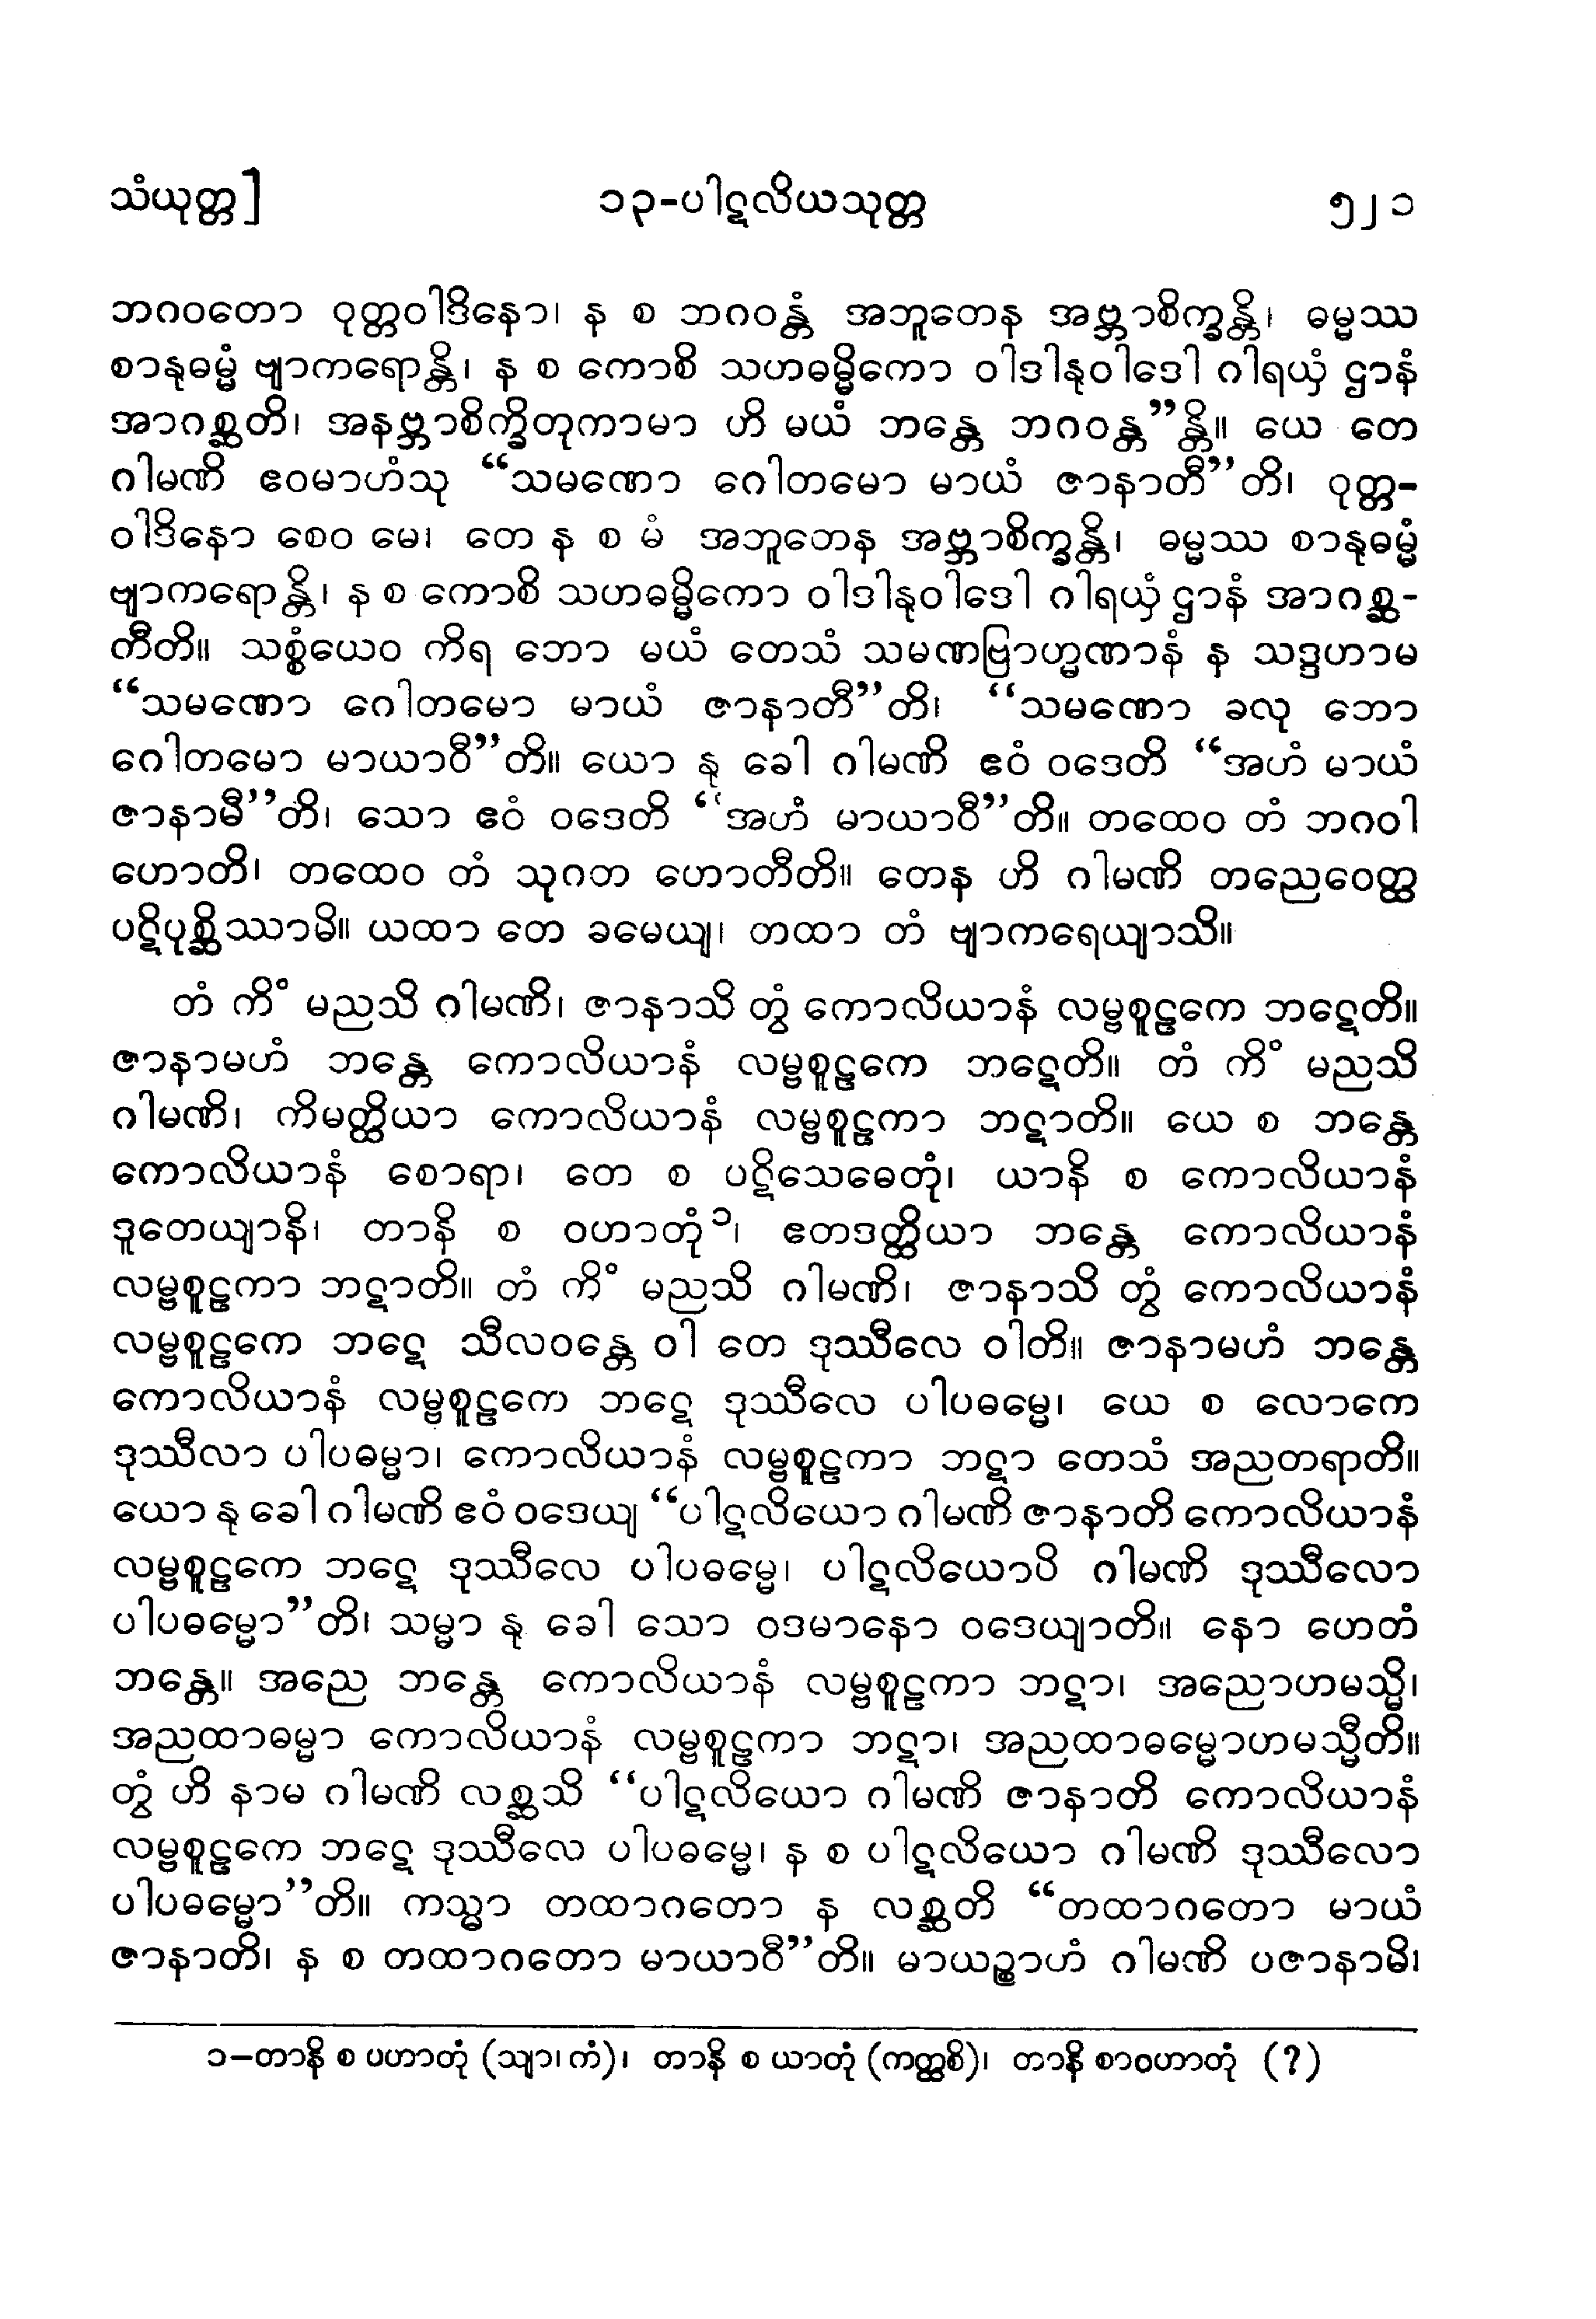 သံယုတ္တ] ၁၃-ပါဋလိယသုတ္တ ၅၂၁
ဘဂဝတော ဝုတ္တဝါဒိနော၊ န စ ဘဂဝန္တံ အဘူတေန အဗ္ဘာစိက္ခန္တိ၊ ဓမ္မဿ
စာနုဓမ္မံ ဗျာကရောန္တိ၊ န စ ကောစိ သဟဓမ္မိကော ဝါဒါနုဝါဒေါ ဂါရယှံ ဌာနံ
အာဂစ္ဆတိ၊ အနဗ္ဘာစိက္ခိတုကာမာ ဟိ မယံ ဘန္တေ ဘဂဝန္တ”န္တိ။ ယေ တေ
ဂါမဏိ ဧဝမာဟံသု “သမဏော ဂေါတမော မာယံ ဇာနာတီ”တိ၊ ဝုတ္တ-
ဝါဒိနော စေဝ မေ၊ တေ န စ မံ အဘူတေန အဗ္ဘာစိက္ခန္တိ၊ ဓမ္မဿ စာနုဓမ္မံ
ဗျာကရောန္တိ၊ န စ ကောစိ သဟဓမ္မိကော ဝါဒါနုဝါဒေါ ဂါရယှံ ဌာနံ အာဂစ္ဆ-
တီတိ။ သစ္စံယေဝ ကိရ ဘော မယံ တေသံ သမဏဗြာဟ္မဏာနံ န သဒ္ဒဟာမ
“သမဏော ဂေါတမော မာယံ ဇာနာတီ”တိ၊ “သမဏော ခလု ဘော
ဂေါတမော မာယာဝီ”တိ။ ယော နု ခေါ ဂါမဏိ ဧဝံ ဝဒေတိ “အဟံ မာယံ
ဇာနာမီ”တိ၊ သော ဧဝံ ဝဒေတိ “အဟံ မာယာဝီ”တိ။ တထေဝ တံ ဘဂဝါ
ဟောတိ၊ တထေဝ တံ သုဂတ ဟောတီတိ။ တေန ဟိ ဂါမဏိ တညေဝေတ္ထ
ပဋိပုစ္ဆိဿာမိ။ ယထာ တေ ခမေယျ၊ တထာ တံ ဗျာကရေယျာသိ။
တံ ကိံ မညသိ ဂါမဏိ၊ ဇာနာသိ တွံ ကောလိယာနံ လမ္ဗစူဠကေ ဘဋေတိ။
ဇာနာမဟံ ဘန္တေ ကောလိယာနံ လမ္ဗစူဠကေ ဘဋေတိ။ တံ ကိံ မညသိ
ဂါမဏိ၊ ကိမတ္ထိယာ ကောလိယာနံ လမ္ဗစူဠကာ ဘဋာတိ။ ယေ စ ဘန္တေ
ကောလိယာနံ စောရာ၊ တေ စ ပဋိသေဓေတုံ၊ ယာနိ စ ကောလိယာနံ
ဒူတေယျာနိ၊ တာနိ စ ဝဟာတုံ၁၊ ဧတဒတ္ထိယာ ဘန္တေ ကောလိယာနံ
လမ္ဗစူဠကာ ဘဋာတိ။ တံ ကိံ မညသိ ဂါမဏိ၊ ဇာနာသိ တွံ ကောလိယာနံ
လမ္ဗစူဠကေ ဘဋေ သီလဝန္တေ ဝါ တေ ဒုဿီလေ ဝါတိ။ ဇာနာမဟံ ဘန္တေ
ကောလိယာနံ လမ္ဗစူဠကေ ဘဋေ ဒုဿီလေ ပါပဓမ္မေ၊ ယေ စ လောကေ
ဒုဿီလာ ပါပဓမ္မာ၊ ကောလိယာနံ လမ္ဗစူဠကာ ဘဋာ တေသံ အညတရာတိ။
ယော နု ခေါ ဂါမဏိ ဧဝံ ဝဒေယျ “ပါဋလိယော ဂါမဏိ ဇာနာတိ ကောလိယာနံ
လမ္ဗစူဠကေ ဘဋေ ဒုဿီလေ ပါပဓမ္မေ၊ ပါဋလိယောပိ ဂါမဏိ ဒုဿီလော
ပါပဓမ္မော”တိ၊ သမ္မာ နု ခေါ သော ဝဒမာနော ဝဒေယျာတိ။ နော ဟေတံ
ဘန္တေ။ အညေ ဘန္တေ ကောလိယာနံ လမ္ဗစူဠကာ ဘဋာ၊ အညောဟမသ္မိ၊
အညထာဓမ္မာ ကောလိယာနံ လမ္ဗစူဠကာ ဘဋာ၊ အညထာဓမ္မောဟမသ္မီတိ။
တွံ ဟိ နာမ ဂါမဏိ လစ္ဆသိ “ပါဋလိယော ဂါမဏိ ဇာနာတိ ကောလိယာနံ
လမ္ဗစူဠကေ ဘဋေ ဒုဿီလေ ပါပဓမ္မေ၊ န စ ပါဋလိယော ဂါမဏိ ဒုဿီလော
ပါပဓမ္မော”တိ။ ကသ္မာ တထာဂတော န လစ္ဆတိ “တထာဂတော မာယံ
ဇာနာတိ၊ န စ တထာဂတော မာယာဝီ”တိ။ မာယဉ္စာဟံ ဂါမဏိ ပဇာနာမိ၊
၁-တာနိ စ ပဟာတုံ (သျာ၊ ကံ)၊ တာနိ စ ယာတုံ (ကတ္ထစိ)၊ တာနိ စာဝဟာတုံ (?)